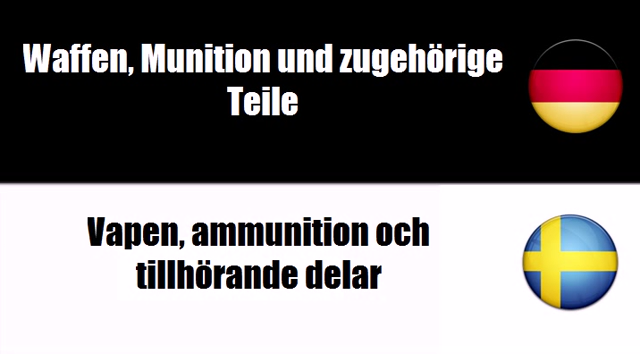 Waffen, Munition und zugehörige
Teile
Vapen, ammunition och
tillhörande delar